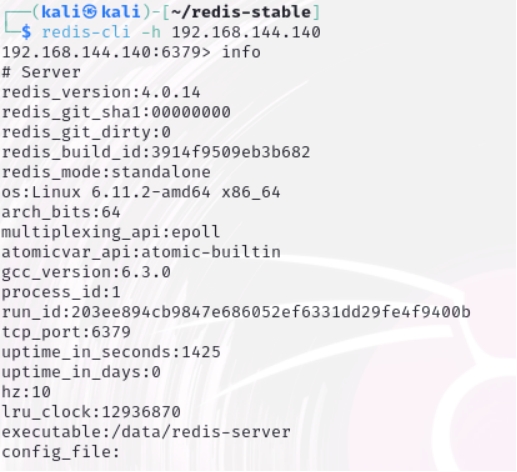 ┌──(kali㉿kali)-[~/redis-stable]
└─$ redis-cli -h 192.168.144.140
192.168.144.140:6379> info
# Server
redis_version:4.0.14
redis_git_sha1:00000000
redis_git_dirty:0
redis_build_id:3914f9509eb3b682
redis_mode:standalone
os:Linux 6.11.2-amd64 x86_64
arch_bits:64
multiplexing_api:epoll
atomicvar_api:atomic-builtin
gcc_version:6.3.0
process_id:1
run_id:203ee894cb9847e686052ef6331dd29fe4f9400b
tcp_port:6379
uptime_in_seconds:1425
uptime_in_days:0
hz:10
lru_clock:12936870
executable:/data/redis-server
config_file: